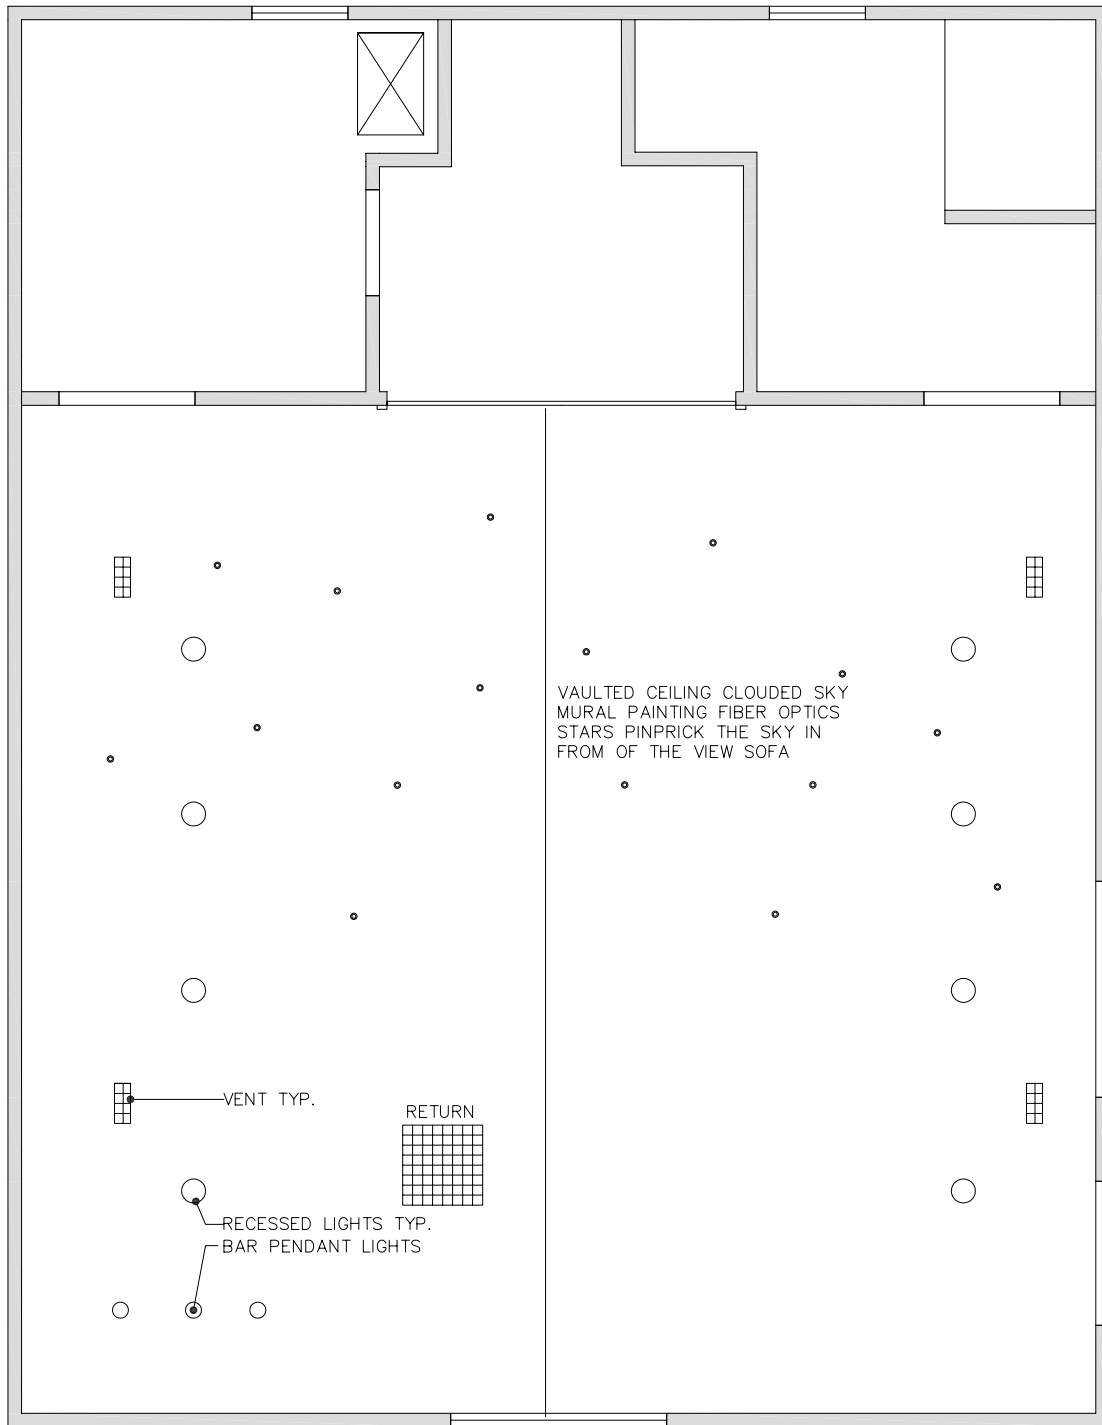 VAULTED CEILING CLOUDED SKY
MURAL PAINTING FIBER OPTICS
STARS PINPRICK THE SKY IN
FROM OF THE VIEW SOFA
VENT TYP.
RETURN
RECESSED LIGHTS TYP.
BAR PENDANT LIGHTS